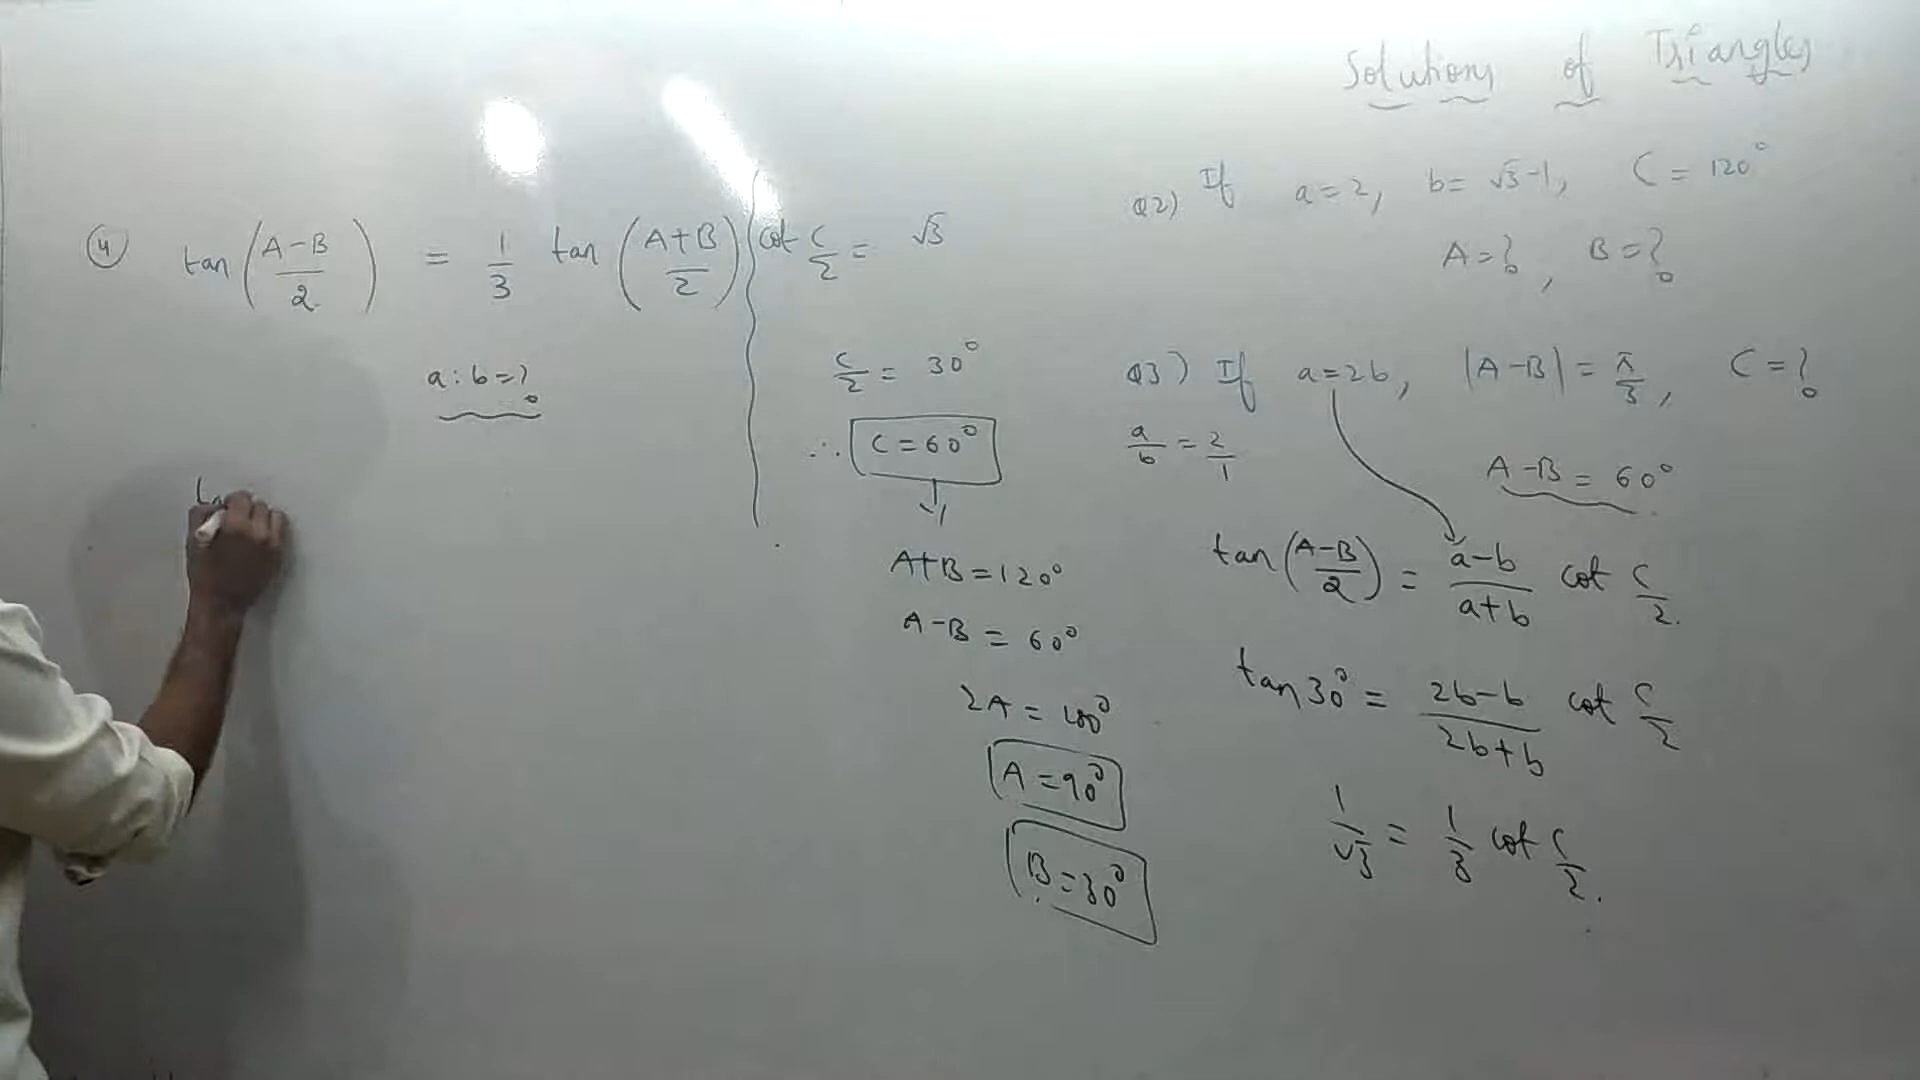 Solutions of Triangles
Q2) If a=2, b= √3-1, C = 120°
A=?, B=?
Q3) If a=2b, |A-B| = π/3, C=?
a/b = 2/1
A-B = 60°
tan(A-B/2) = a-b/a+b cot C/2.
tan30° = 2b-b/2b+b cot C/2
1/√3 = 1/3 cot C/2.
cot C/2 = √3
C/2 = 30°
∴ C=60°
A+B=120°
A-B = 60°
2A = 180°
A=90°
B=30°
④ tan(A-B/2) = 1/3 tan(A+B/2)
a:b=?